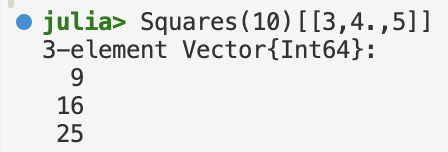 julia> Squares(10)[[3,4.,5]]
3-element Vector{Int64}:
9
16
25